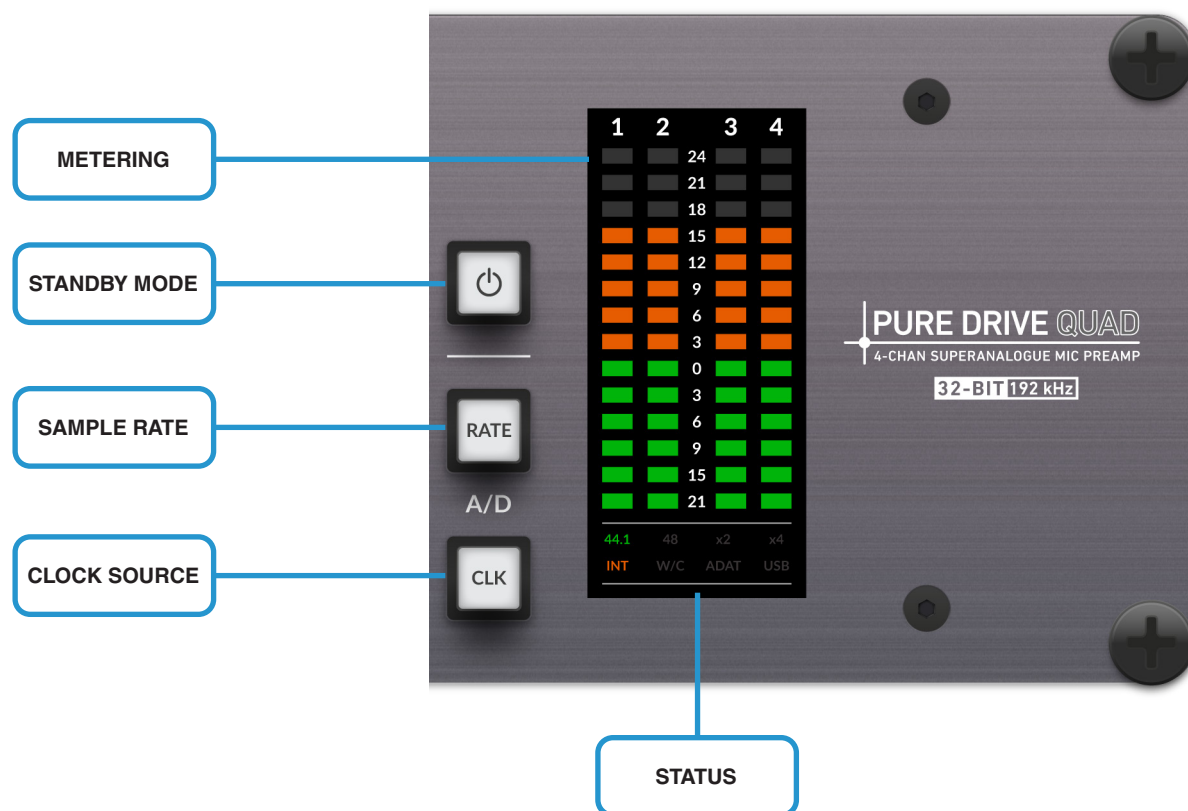 METERING
STANDBY MODE
SAMPLE RATE
CLOCK SOURCE
RATE
A/D
CLK
1 2 3 4
24
21
18
15
12
9
6
3
0
3
6
9
15
21
44.1 48 x2 x4
INT W/C ADAT USB
PURE DRIVE QUAD
4-CHAN SUPERANALOGUE MIC PREAMP
32-BIT 192 kHz
STATUS